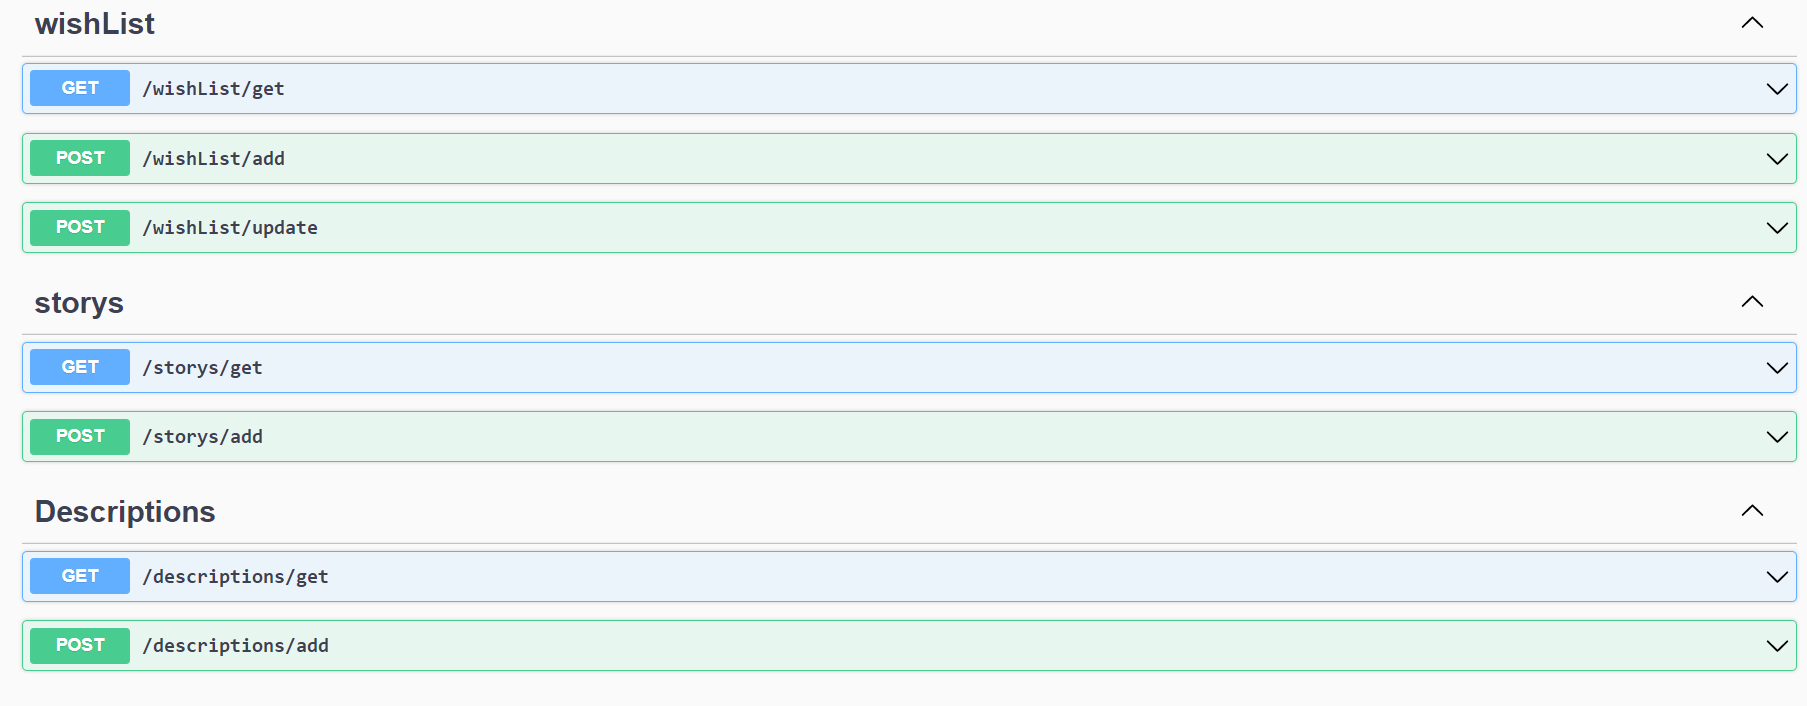 wishList
GET /wishList/get
POST /wishList/add
POST /wishList/update
storys
GET /storys/get
POST /storys/add
Descriptions
GET /descriptions/get
POST /descriptions/add